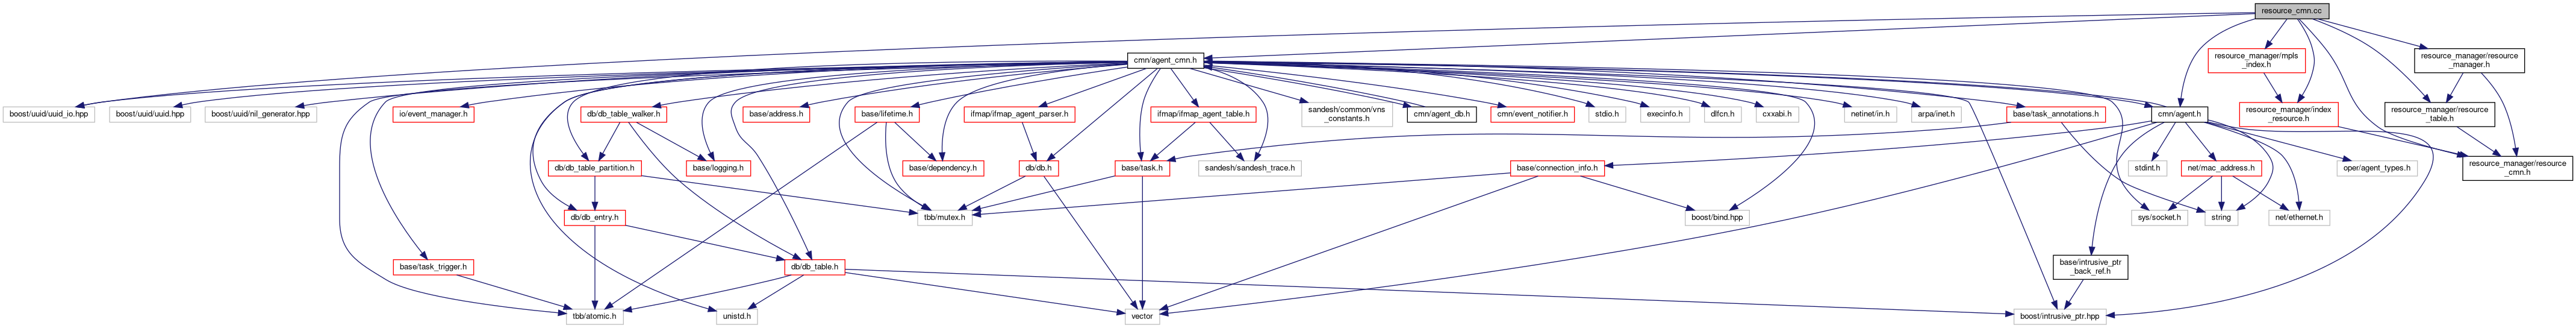 resource_cmn.cc
cmn/agent_cmn.h
resource_manager/mpls
_index.h
resource_manager/resource
_manager.h
boost/uuid/uuid_io.hpp
boost/uuid/uuid.hpp
boost/uuid/nil_generator.hpp
io/event_manager.h
db/db_table_walker.h
base/address.h
base/lifetime.h
ifmap/ifmap_agent_parser.h
ifmap/ifmap_agent_table.h
sandesh/common/vns
_constants.h
cmn/agent_db.h
cmn/event_notifier.h
stdio.h
execinfo.h
dlfcn.h
cxxabi.h
netinet/in.h
arpa/inet.h
base/task_annotations.h
cmn/agent.h
resource_manager/index
_resource.h
resource_manager/resource
_table.h
db/db_table_partition.h
base/logging.h
base/dependency.h
db/db.h
base/task.h
sandesh/sandesh_trace.h
base/connection_info.h
stdint.h
net/mac_address.h
oper/agent_types.h
resource_manager/resource
_cmn.h
db/db_entry.h
tbb/mutex.h
boost/bind.hpp
sys/socket.h
string
net/ethernet.h
base/task_trigger.h
db/db_table.h
base/intrusive_ptr
_back_ref.h
tbb/atomic.h
unistd.h
vector
boost/intrusive_ptr.hpp